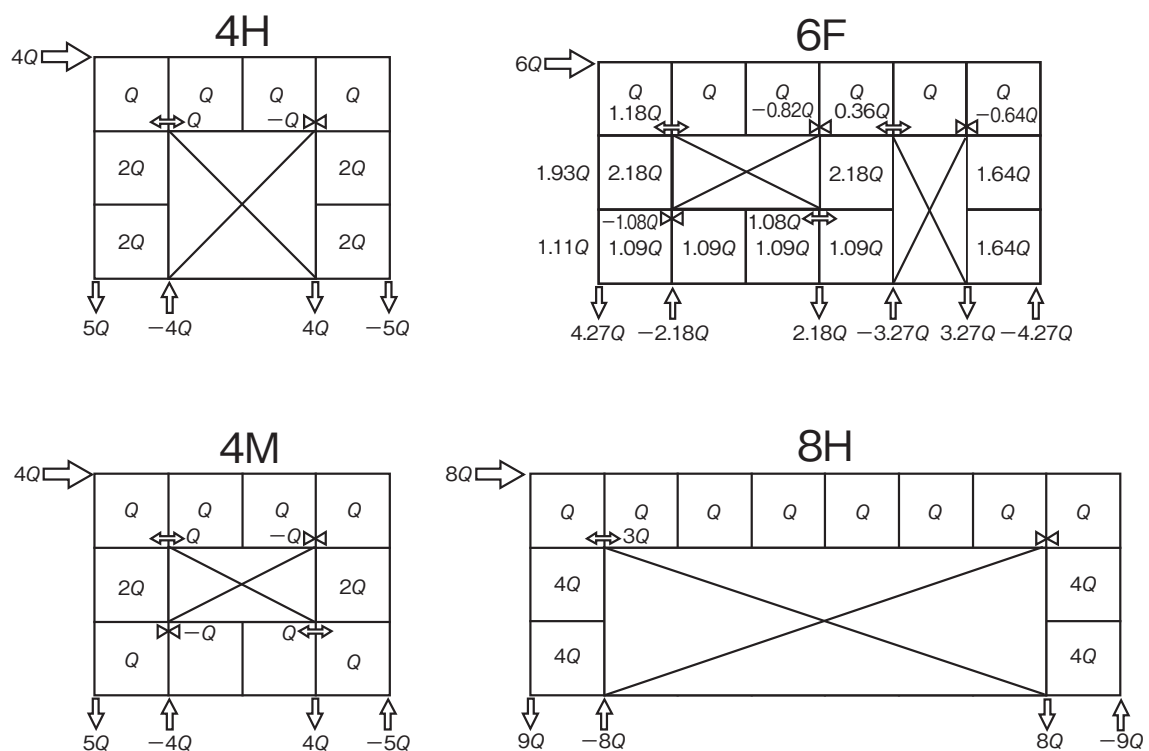 4H
4Q
Q Q Q Q
Q −Q
2Q 2Q
2Q 2Q
5Q −4Q 4Q −5Q
6F
6Q
Q Q Q Q Q Q
1.18Q −0.82Q 0.36Q −0.64Q
1.93Q 2.18Q 2.18Q 1.64Q
−1.08Q 1.08Q
1.11Q 1.09Q 1.09Q 1.09Q 1.09Q 1.64Q
4.27Q −2.18Q 2.18Q −3.27Q 3.27Q −4.27Q
4M
4Q
Q Q Q Q
Q −Q
2Q 2Q
−Q Q
Q Q
5Q −4Q 4Q −5Q
8H
8Q
Q Q Q Q Q Q Q Q
3Q
4Q 4Q
4Q 4Q
9Q −8Q 8Q −9Q